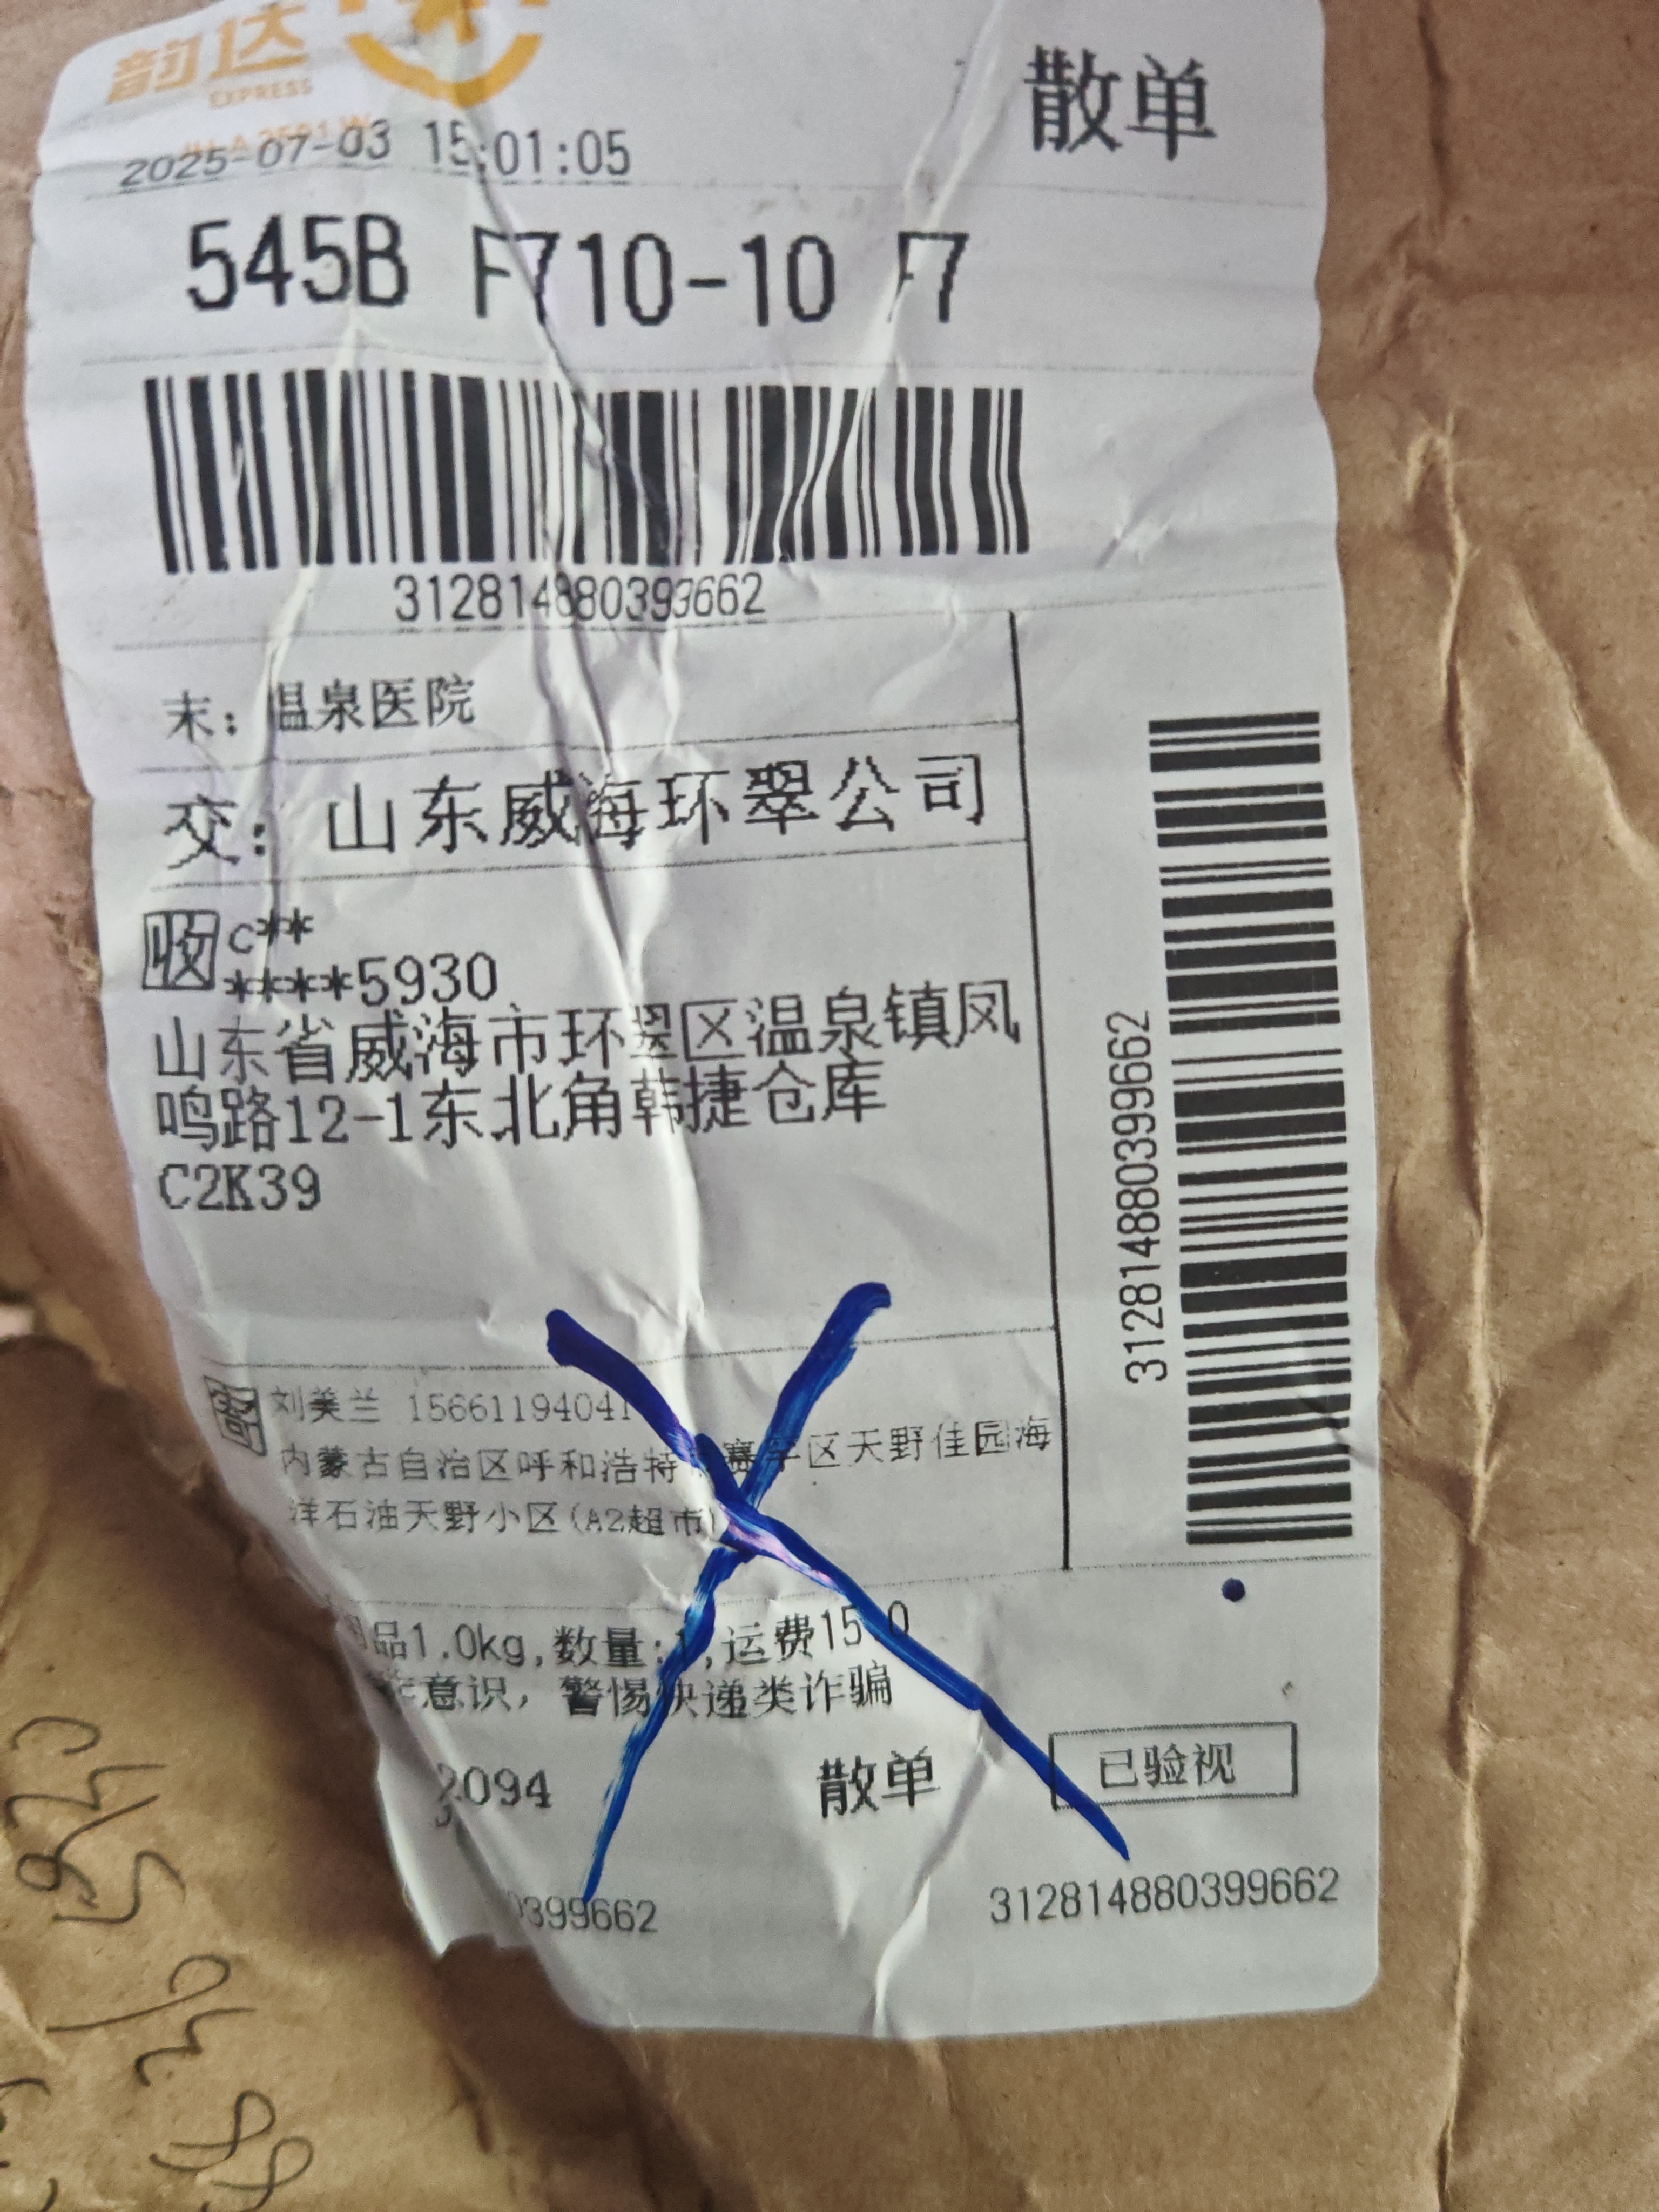 韵达
EXPRESS
散单
2025-07-03 15:01:05
545B F710-10 F7
312814880399662
末：温泉医院
交：山东威海环翠公司
收 c**
****5930
山东省威海市环翠区温泉镇凤
鸣路12-1东北角韩捷仓库
C2K39
312814880399662
寄 刘美兰 15661194041
内蒙古自治区呼和浩特 赛罕区天野佳园海
洋石油天野小区(A2超市)
品1.0kg,数量:1,运费15.0
意识，警惕快递类诈骗
2094
散单
已验视
0399662
312814880399662